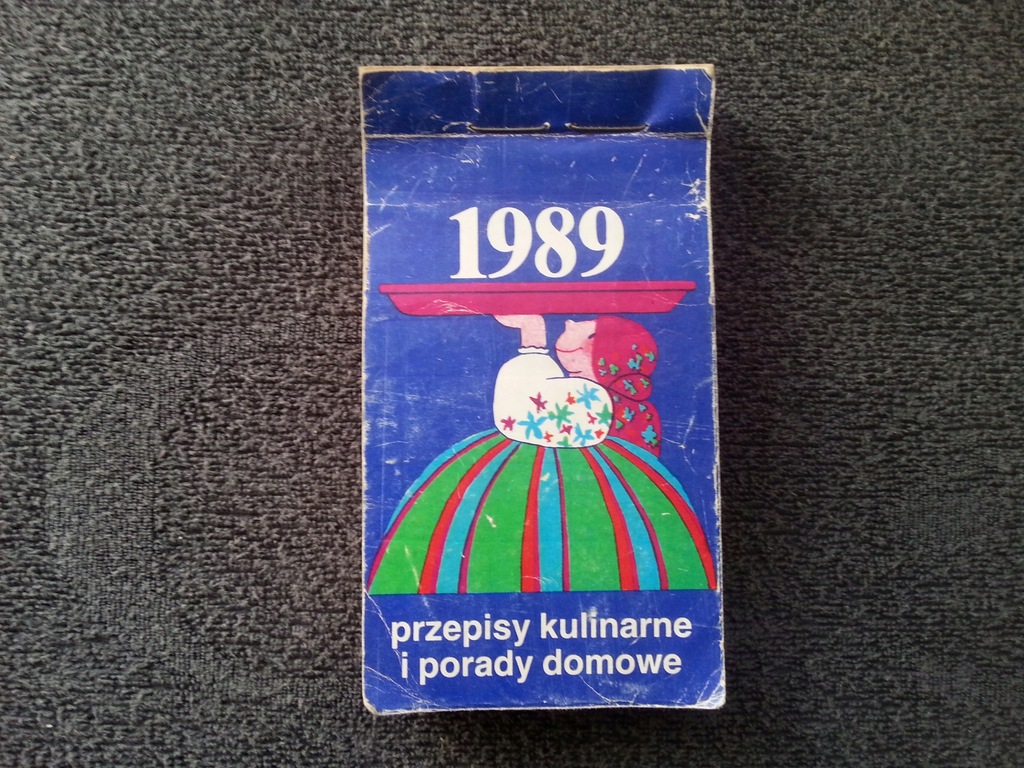 1989
przepisy kulinarne
i porady domowe